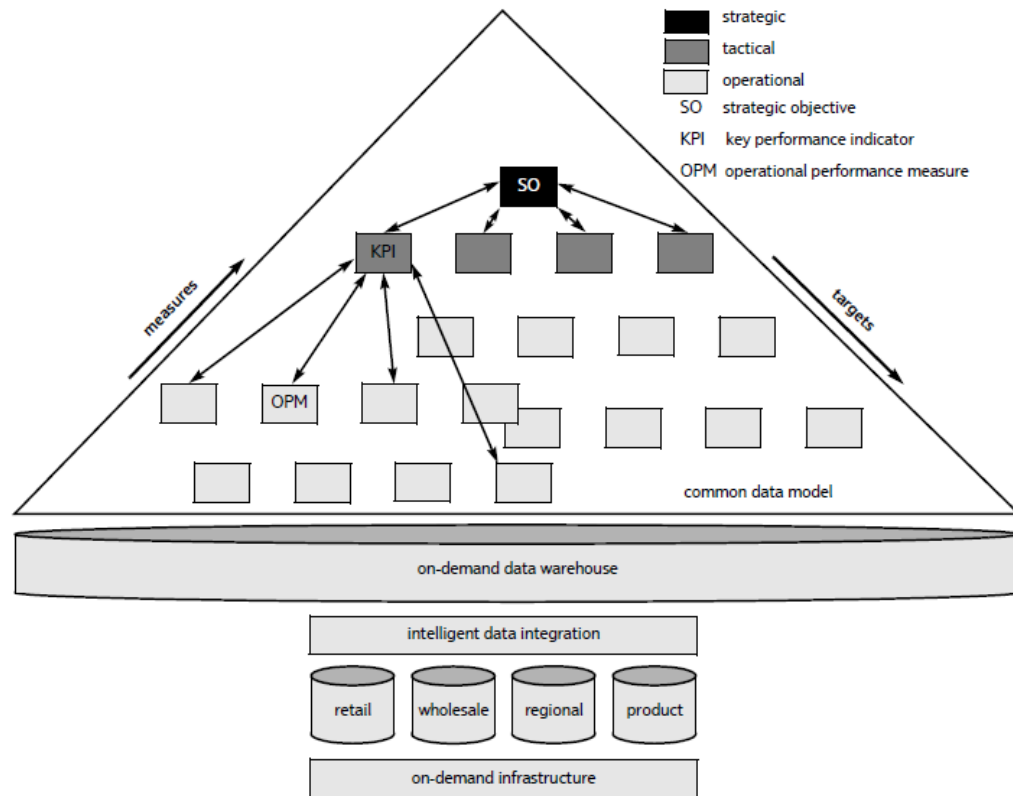 strategic
tactical
operational
SO strategic objective
KPI key performance indicator
OPM operational performance measure
SO
KPI
measures
targets
OPM
common data model
on-demand data warehouse
intelligent data integration
retail wholesale regional product
on-demand infrastructure